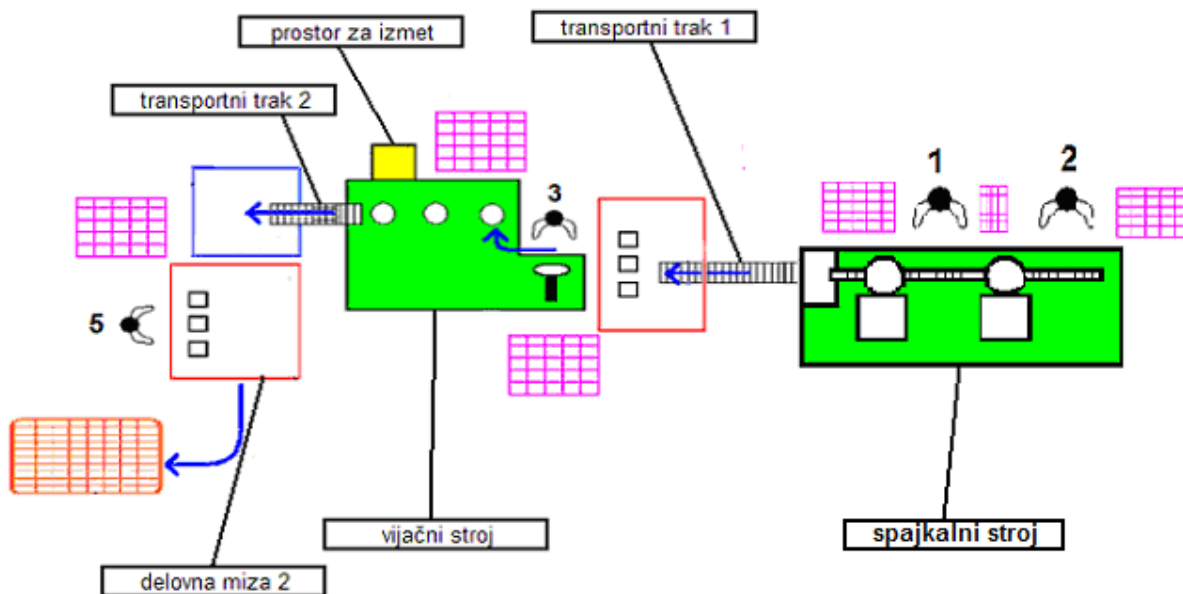 prostor za izmet
transportni trak 1
transportni trak 2
1
2
3
5
vijačni stroj
spajkalni stroj
delovna miza 2